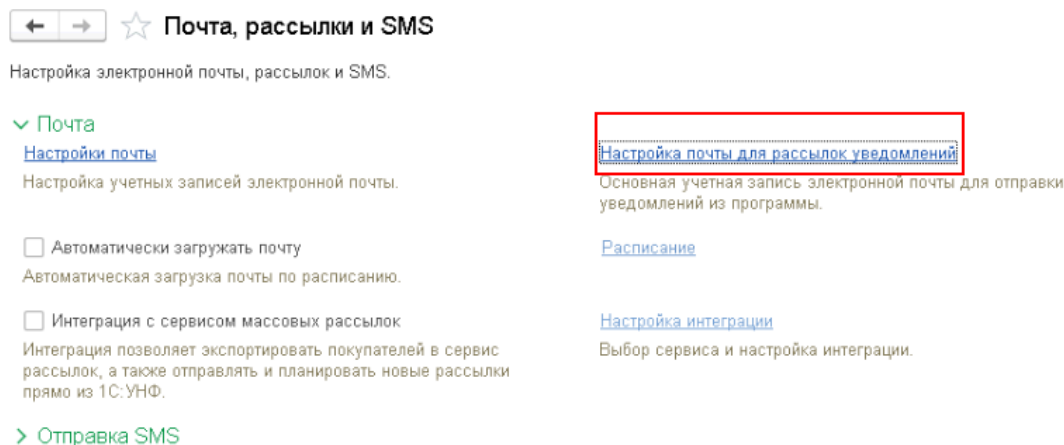 Почта, рассылки и SMS
Настройка электронной почты, рассылок и SMS.
Почта
Настройки почты
Настройка почты для рассылок уведомлений
Настройка учетных записей электронной почты.
Основная учетная запись электронной почты для отправки
уведомлений из программы.
Автоматически загружать почту
Расписание
Автоматическая загрузка почты по расписанию.
Интеграция с сервисом массовых рассылок
Настройка интеграции
Интеграция позволяет экспортировать покупателей в сервис
рассылок, а также отправлять и планировать новые рассылки
прямо из 1С:УНФ.
Выбор сервиса и настройка интеграции.
Отправка SMS